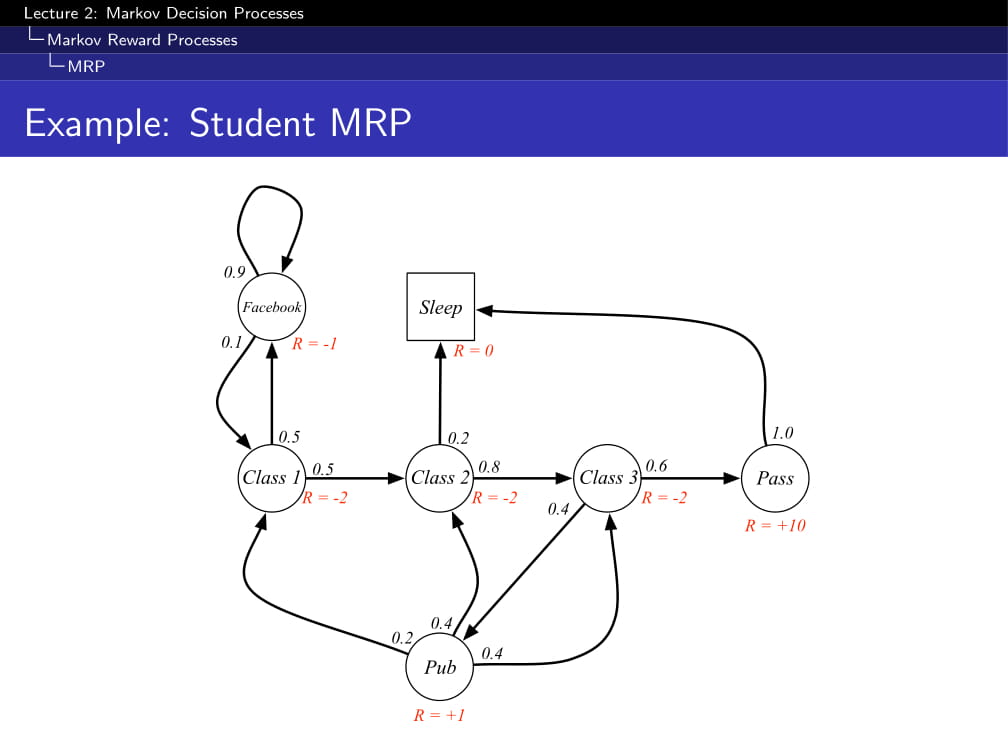 Lecture 2: Markov Decision Processes
Markov Reward Processes
MRP
Example: Student MRP
0.9
Facebook
Sleep
0.1
R = -1
R = 0
1.0
0.5
0.2
Class 1
0.5
R = -2
Class 2
0.8
R = -2
Class 3
0.6
R = -2
Pass
0.4
R = +10
0.4
0.2
0.4
Pub
R = +1